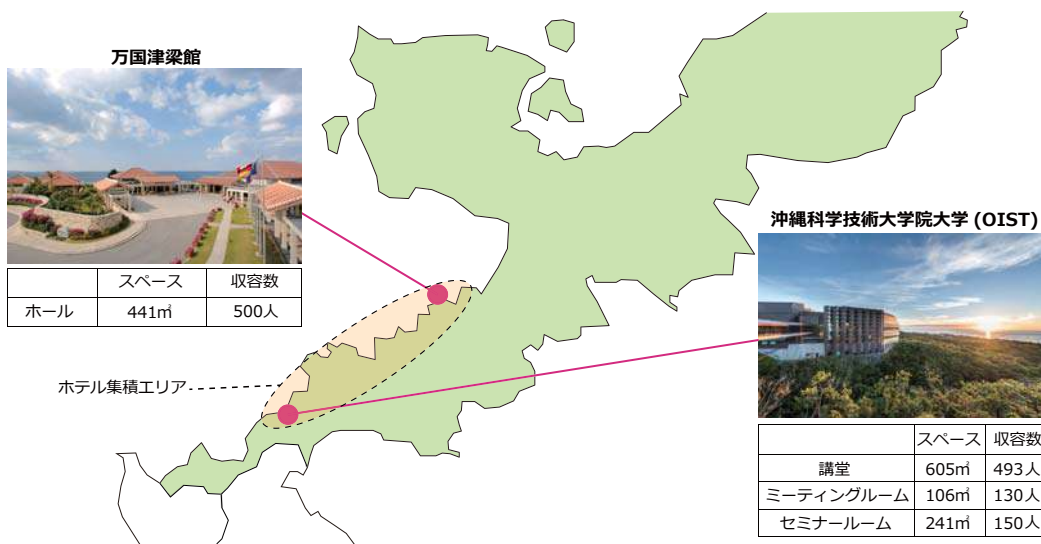 万国津梁館
スペース 収容数
ホール 441㎡ 500人
ホテル集積エリア
沖縄科学技術大学院大学 (OIST)
スペース 収容数
講堂 605㎡ 493人
ミーティングルーム 106㎡ 130人
セミナールーム 241㎡ 150人